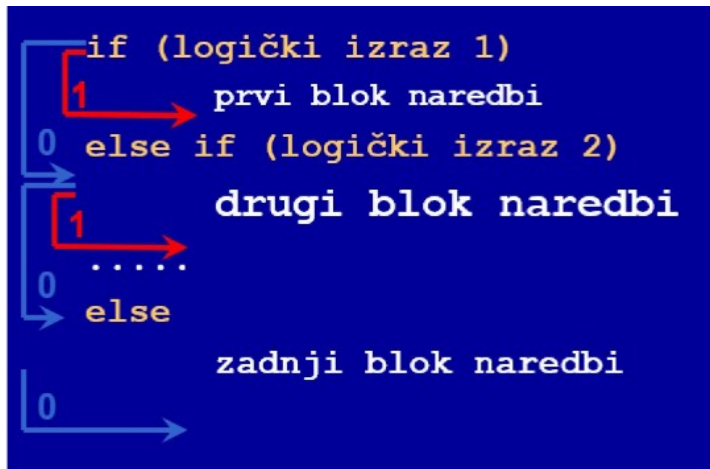 if (logički izraz 1)
1 prvi blok naredbi
0 else if (logički izraz 2)
drugi blok naredbi
1
.....
0
else
zadnji blok naredbi
0